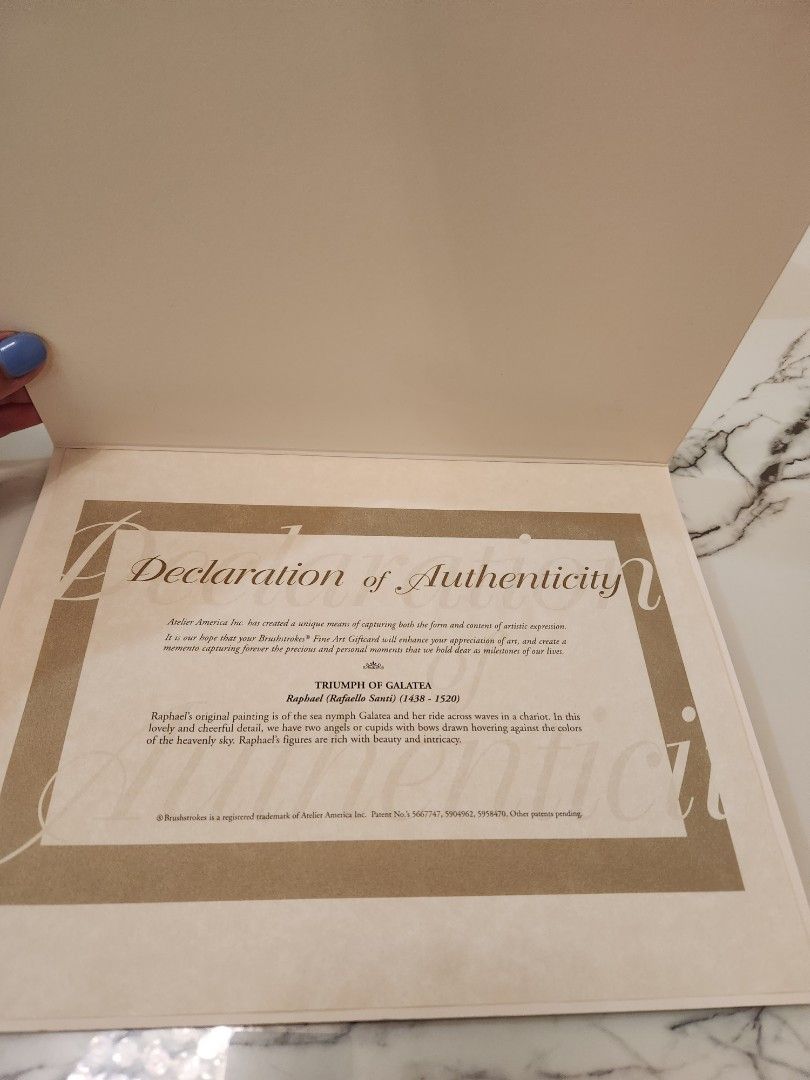 Declaration of Authenticity
Atelier America Inc. has created a unique means of capturing both the form and content of artistic expression.
It is our hope that your Brushstrokes® Fine Art Giftcard will enhance your appreciation of art, and create a
memento capturing forever the precious and personal moments that we hold dear as milestones of our lives.
TRIUMPH OF GALATEA
Raphael (Rafaello Santi) (1438 - 1520)
Raphael's original painting is of the sea nymph Galatea and her ride across waves in a chariot. In this
lovely and cheerful detail, we have two angels or cupids with bows drawn hovering against the colors
of the heavenly sky. Raphael's figures are rich with beauty and intricacy.
®Brushstrokes is a registered trademark of Atelier America Inc. Patent No.'s 5667747, 5904962, 5958470, Other patents pending.
Declaration
of
Authenticit